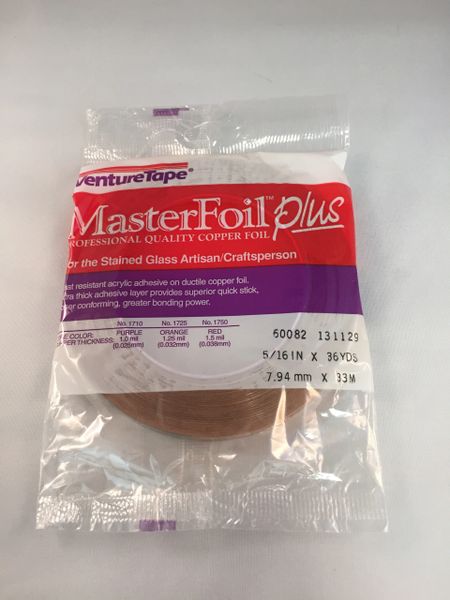 VentureTape®
MasterFoil™ plus
PROFESSIONAL QUALITY COPPER FOIL
for the Stained Glass Artisan/Craftsperson
resistant acrylic adhesive on ductile copper foil.
thick adhesive layer provides superior quick stick,
conforming, greater bonding power.
No. 1710 No. 1725 No. 1750
COLOR: PURPLE ORANGE RED
THICKNESS: 1.0 mil 1.25 mil 1.5 mil
(0.025mm) (0.032mm) (0.038mm)
60082 131129
5/16IN X 36YDS
7.94 mm X 33M